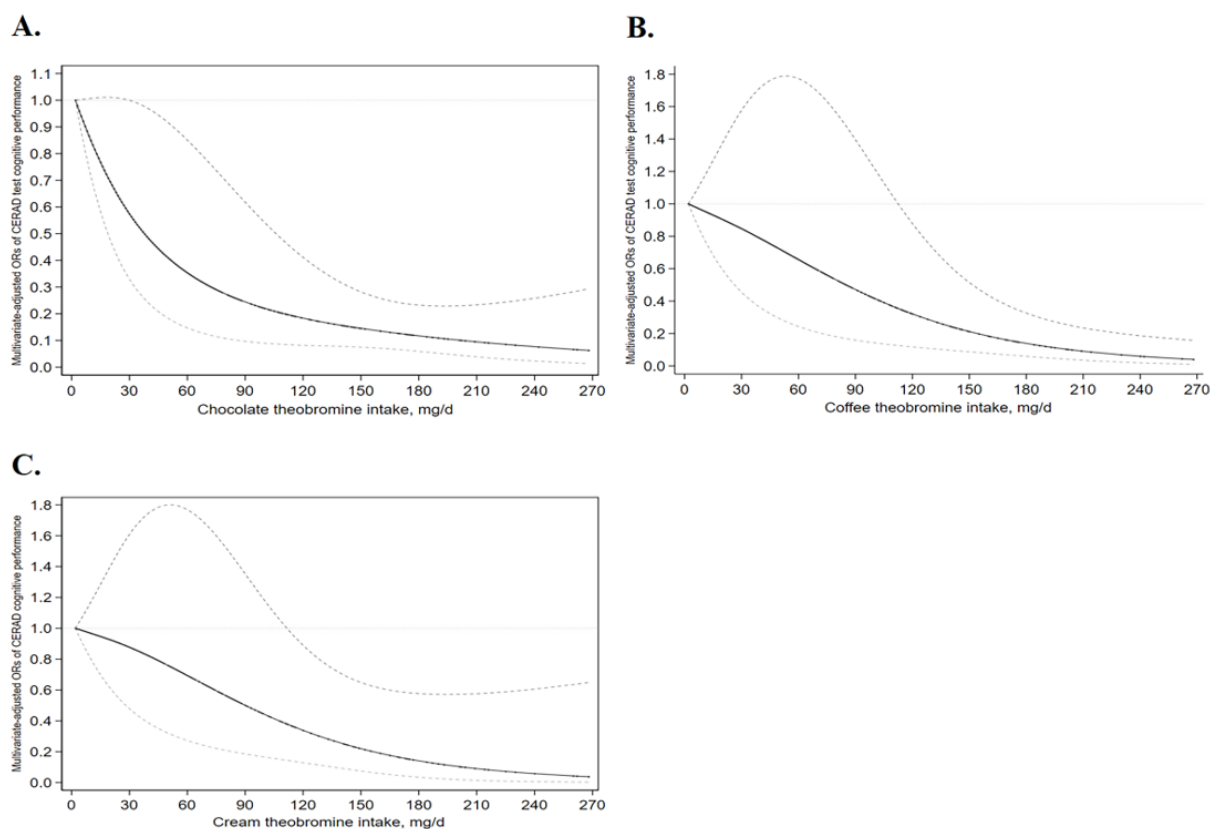 A.
Multivariate-adjusted ORs of CERAD test cognitive performance
1.1
1.0
0.9
0.8
0.7
0.6
0.5
0.4
0.3
0.2
0.1
0.0
0 30 60 90 120 150 180 210 240 270
Chocolate theobromine intake, mg/d
B.
Multivariate-adjusted ORs of CERAD test cognitive performance
1.8
1.6
1.4
1.2
1.0
0.8
0.6
0.4
0.2
0.0
0 30 60 90 120 150 180 210 240 270
Coffee theobromine intake, mg/d
C.
Multivariate-adjusted ORs of CERAD cognitive performance
1.8
1.6
1.4
1.2
1.0
0.8
0.6
0.4
0.2
0.0
0 30 60 90 120 150 180 210 240 270
Cream theobromine intake, mg/d